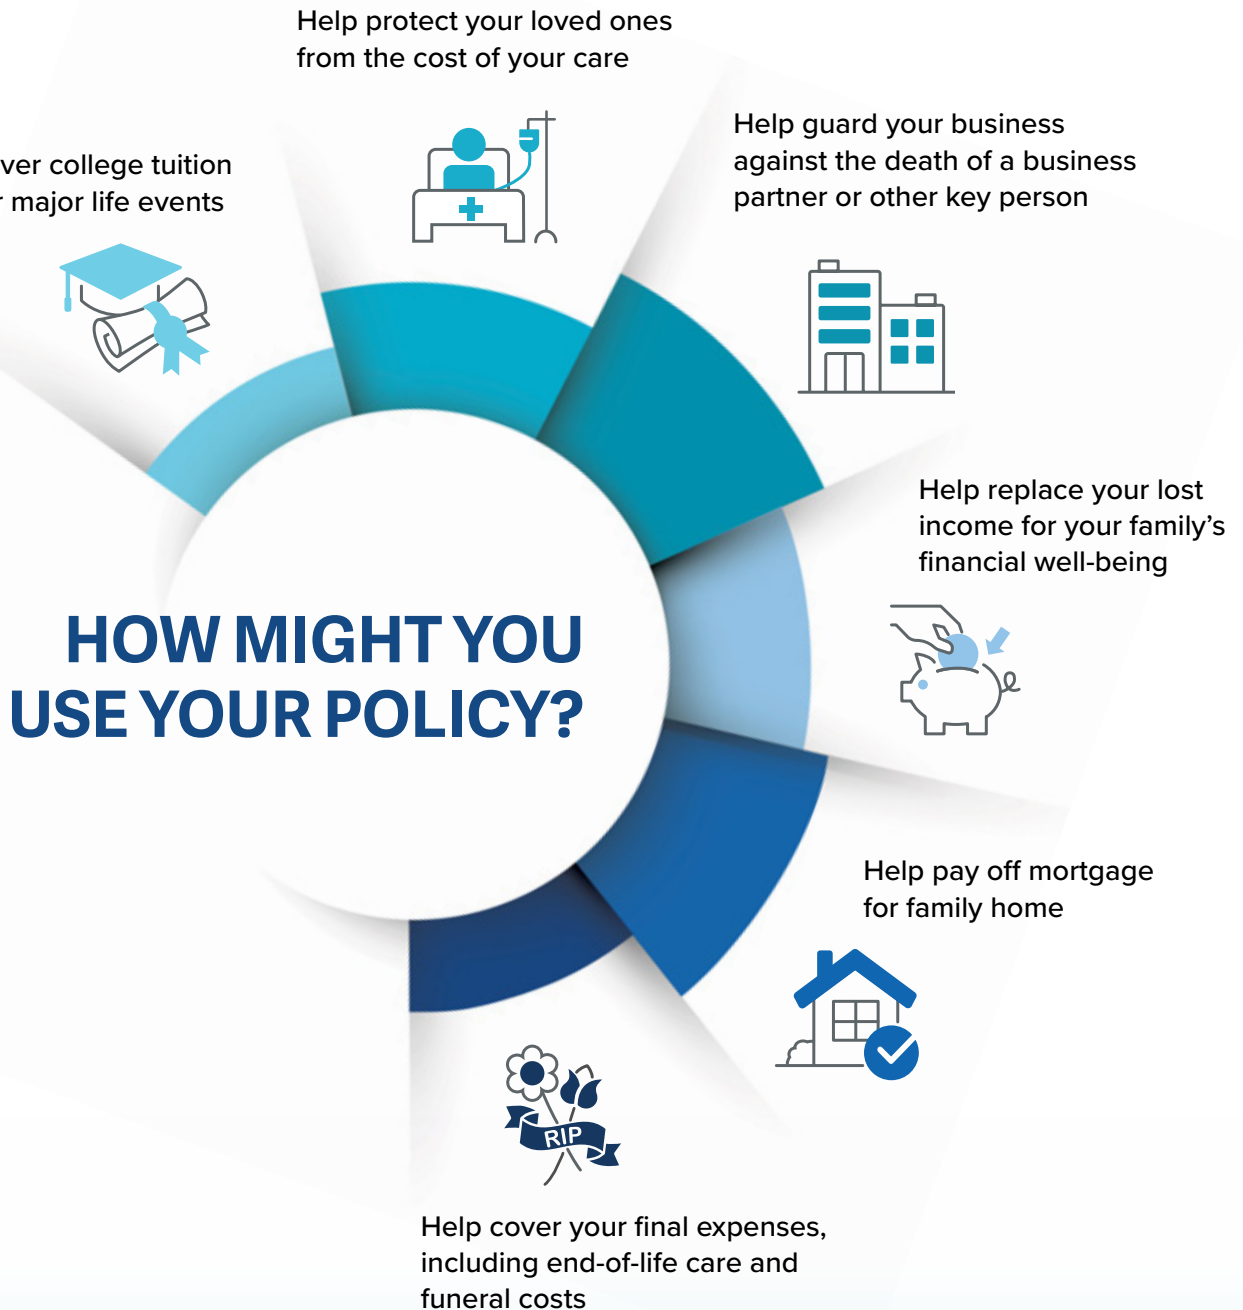 Help protect your loved ones
from the cost of your care
Help guard your business
against the death of a business
partner or other key person
college tuition
major life events
Help replace your lost
income for your family’s
financial well-being
HOW MIGHT YOU
USE YOUR POLICY?
Help pay off mortgage
for family home
RIP
Help cover your final expenses,
including end-of-life care and
funeral costs